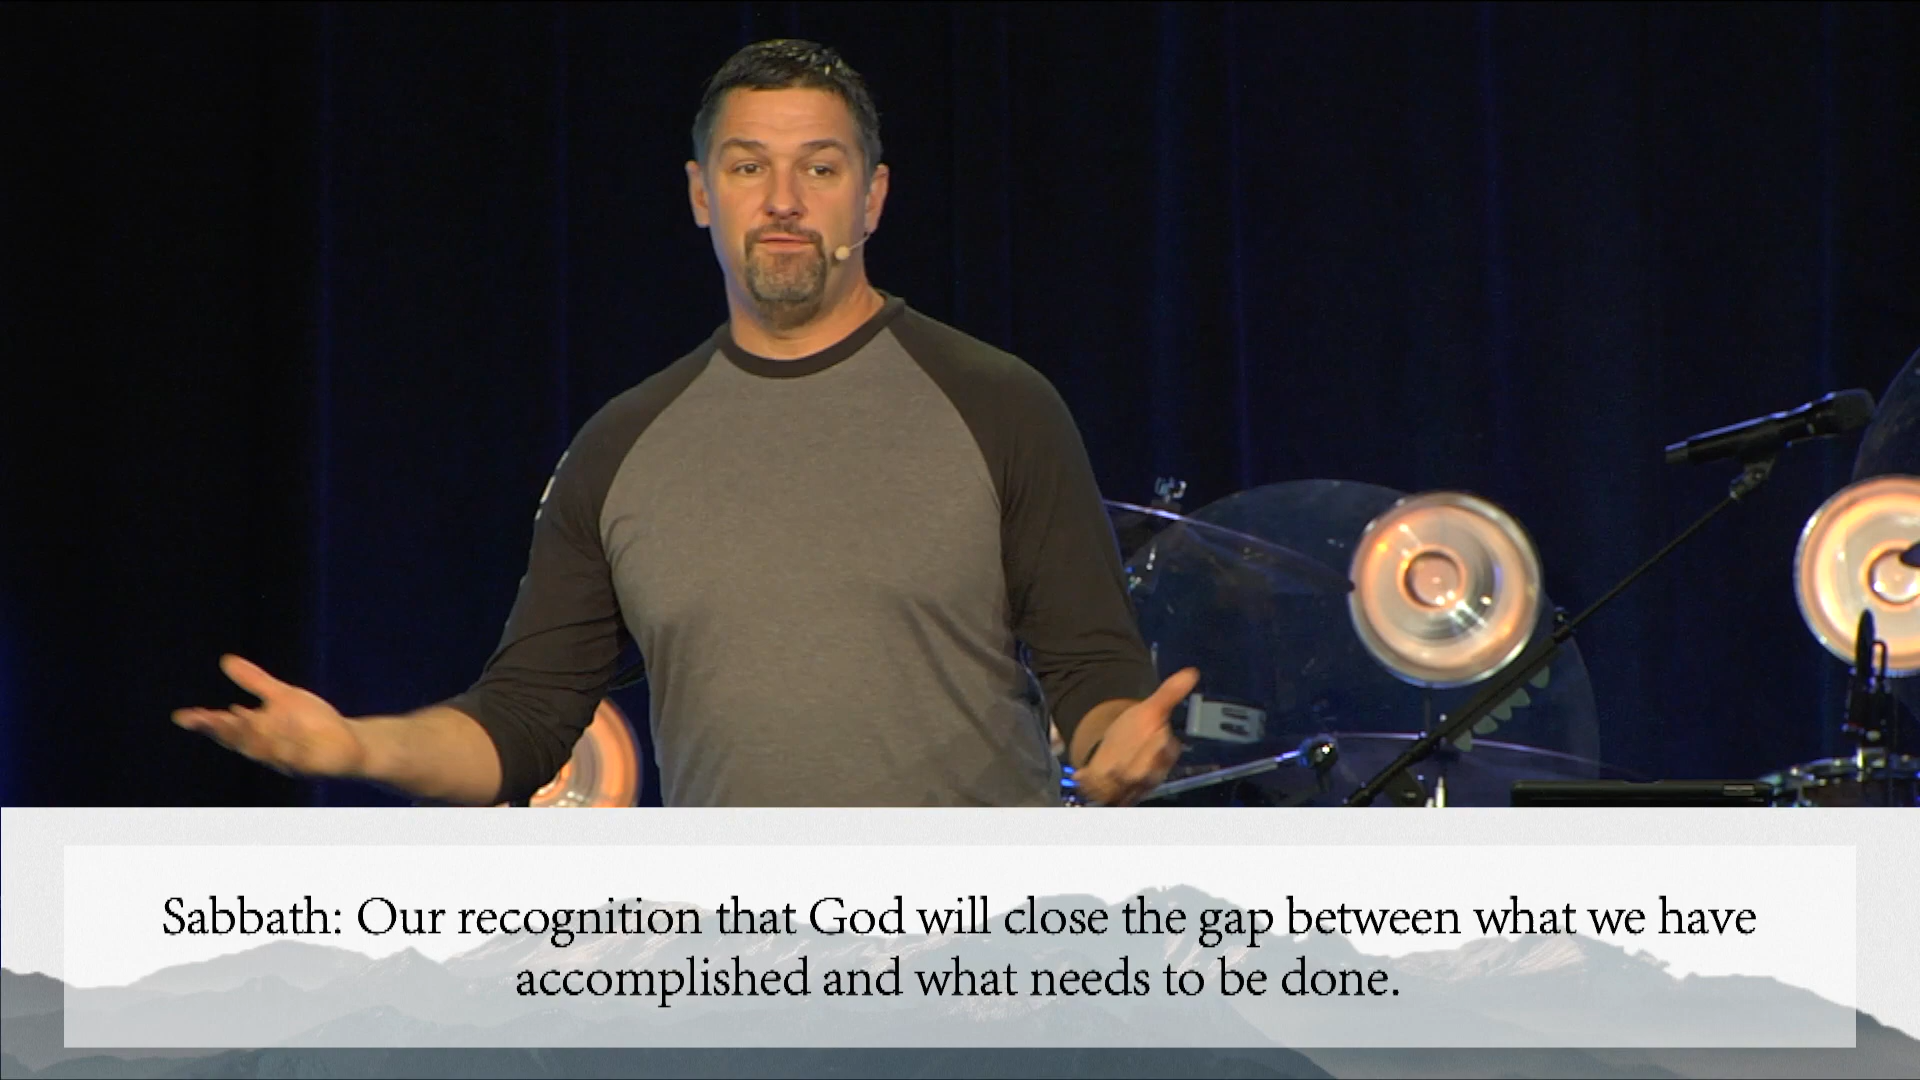 Sabbath: Our recognition that God will close the gap between what we have
accomplished and what needs to be done.